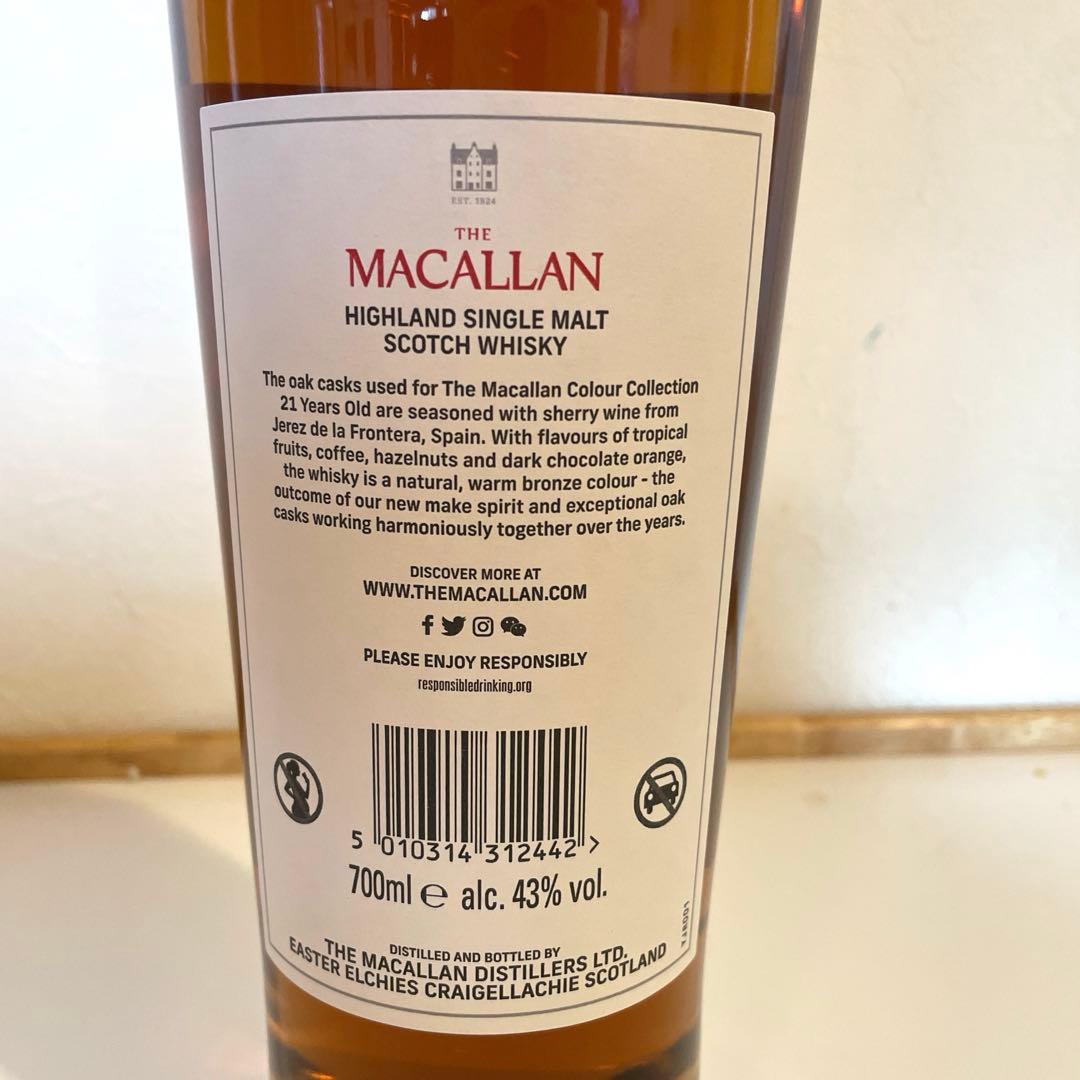 EST. 1824
THE
MACALLAN
HIGHLAND SINGLE MALT
SCOTCH WHISKY
The oak casks used for The Macallan Colour Collection
21 Years Old are seasoned with sherry wine from
Jerez de la Frontera, Spain. With flavours of tropical
fruits, coffee, hazelnuts and dark chocolate orange,
the whisky is a natural, warm bronze colour - the
outcome of our new make spirit and exceptional oak
casks working harmoniously together over the years.
DISCOVER MORE AT
WWW.THEMACALLAN.COM
PLEASE ENJOY RESPONSIBLY
responsibledrinking.org
5 010314 312442 >
700ml e alc. 43% vol.
DISTILLED AND BOTTLED BY
THE MACALLAN DISTILLERS LTD.
EASTER ELCHIES CRAIGELLACHIE SCOTLAND